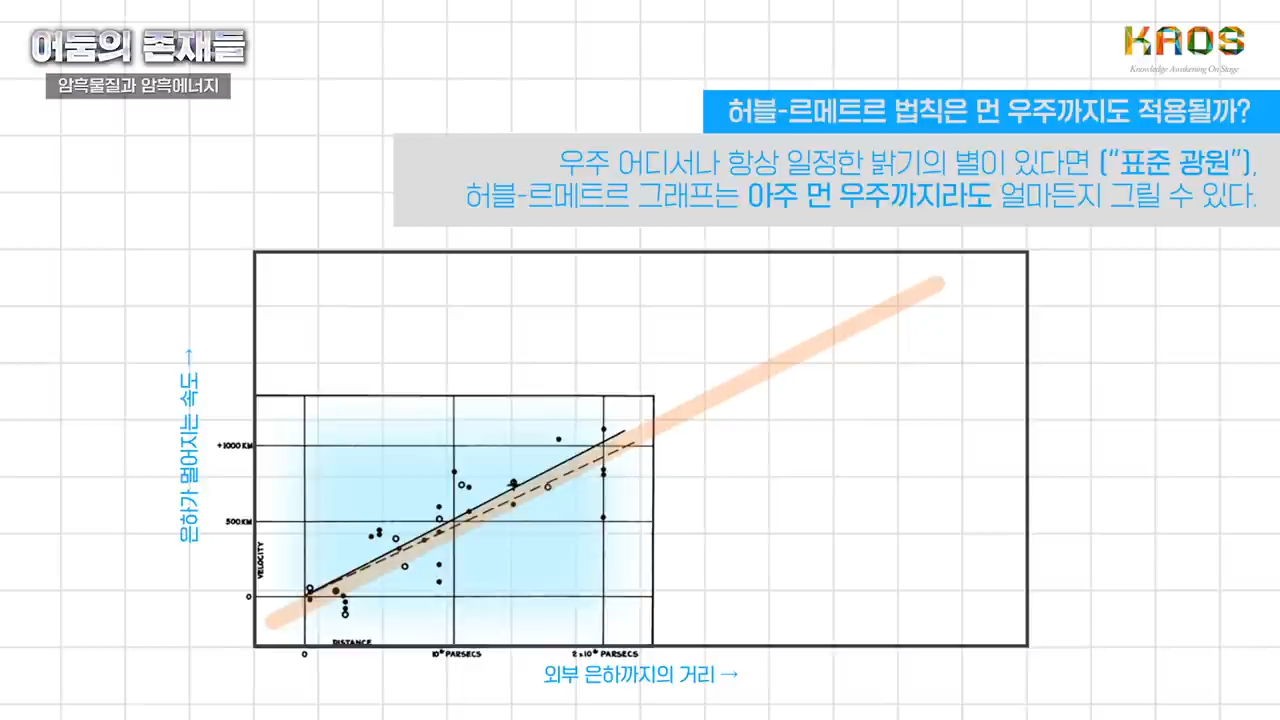 어둠의 존재들
암흑물질과 암흑에너지
KAOS
Knowledge Awakening On Stage
허블-르메트르 법칙은 먼 우주까지도 적용될까?
우주 어디서나 항상 일정한 밝기의 별이 있다면 (“표준 광원”),
허블-르메트르 그래프는 아주 먼 우주까지라도 얼마든지 그릴 수 있다.
은하가 멀어지는 속도 →
+1000 KM
500KM
0
VELOCITY
DISTANCE
0
10⁶ PARSECS
2 x 10⁶ PARSECS
외부 은하까지의 거리 →